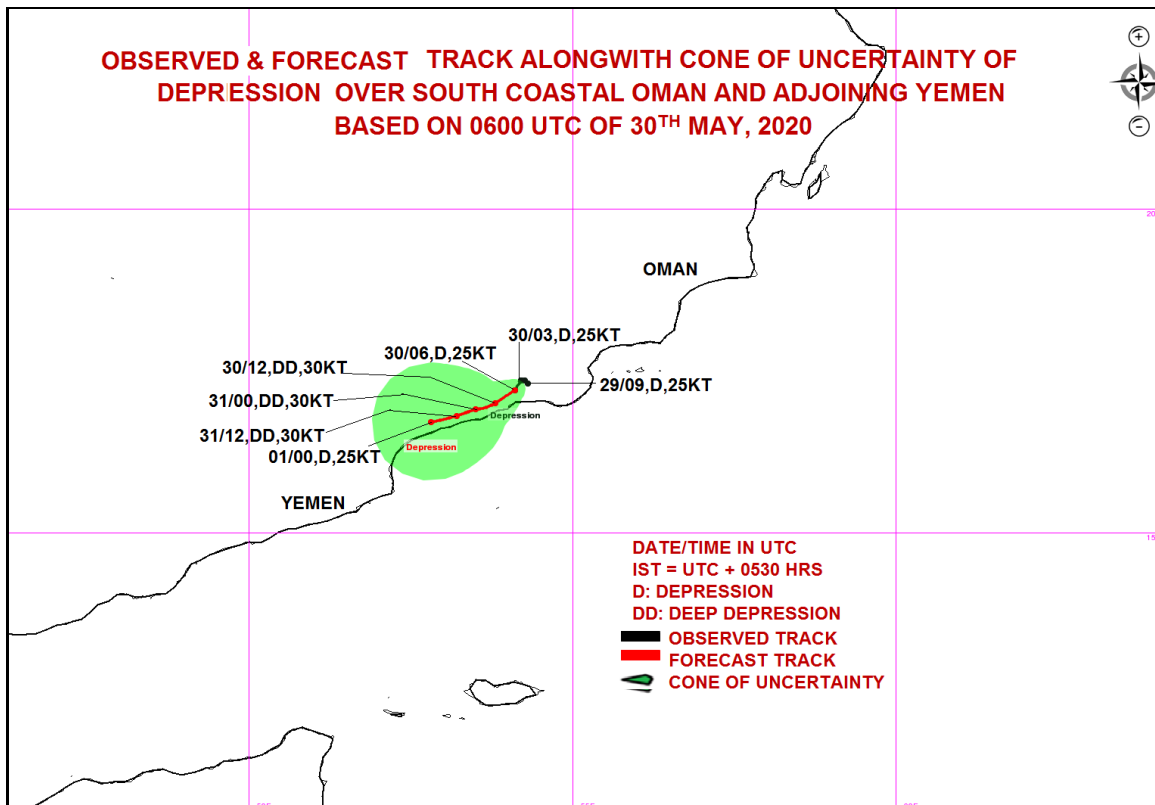 OBSERVED & FORECAST TRACK ALONGWITH CONE OF UNCERTAINTY OF
DEPRESSION OVER SOUTH COASTAL OMAN AND ADJOINING YEMEN
BASED ON 0600 UTC OF 30TH MAY, 2020
20
OMAN
30/03,D,25KT
30/06,D,25KT
30/12,DD,30KT
29/09,D,25KT
31/00,DD,30KT
Depression
31/12,DD,30KT
Depression
01/00,D,25KT
YEMEN
15
DATE/TIME IN UTC
IST = UTC + 0530 HRS
D: DEPRESSION
DD: DEEP DEPRESSION
OBSERVED TRACK
FORECAST TRACK
CONE OF UNCERTAINTY